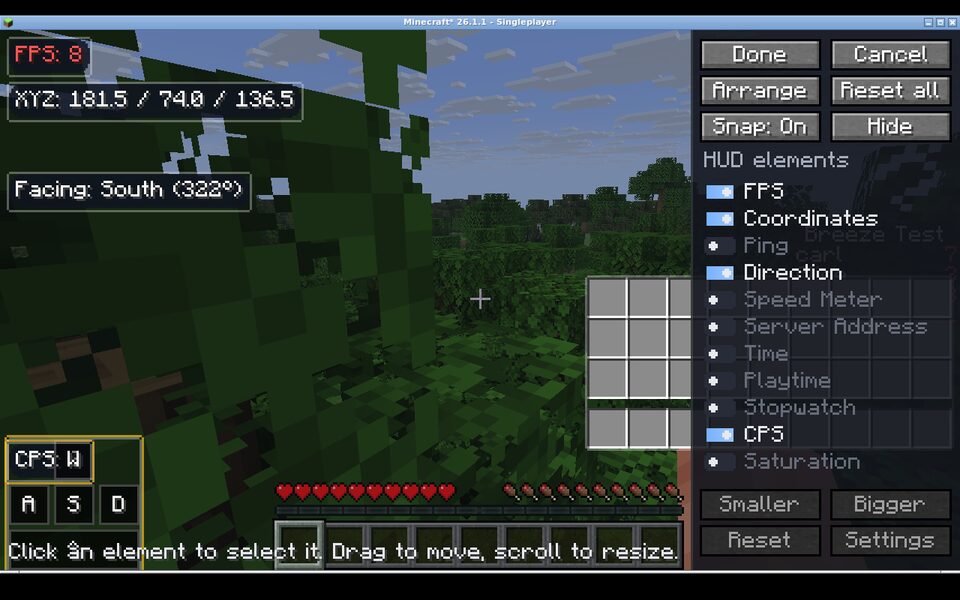 Minecraft* 26.1.1 - Singleplayer
FPS: 8
XYZ: 181.5 / 74.0 / 136.5
Facing: South (322°)
CPS W
A S D
Click an element to select it. Drag to move, scroll to resize.
Done Cancel
Arrange Reset all
Snap: On Hide
HUD elements
FPS
Coordinates
Breeze Test
Ping
carl
Direction
Speed Meter
Server Address
Time
Playtime
Stopwatch
CPS
Saturation
Smaller Bigger
Reset Settings